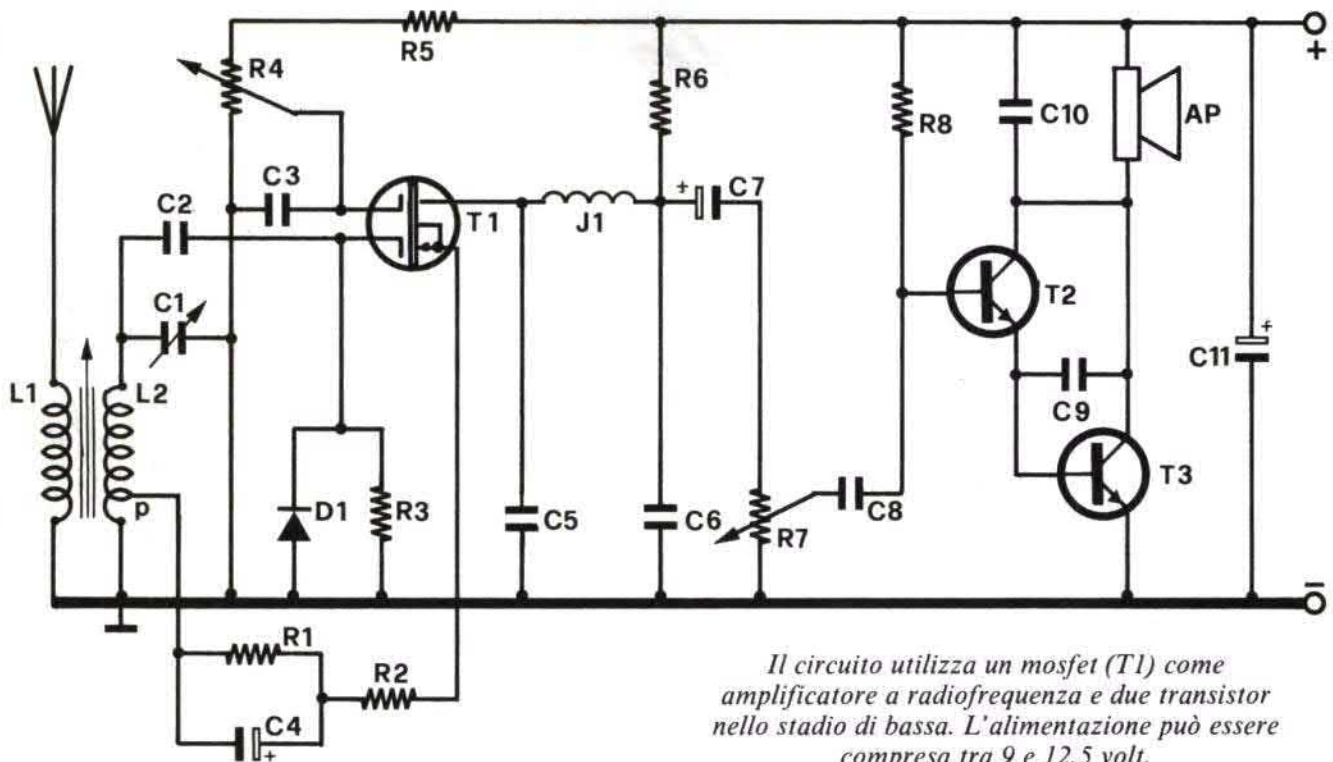 R5
+
R4
R6
R8
C10
AP
C3
C2
T1
J1
+
C7
C1
T2
+
C11
L1
L2
C9
T3
p
D1
R3
C5
C6
R7
C8
−
R1
R2
C4
+
Il circuito utilizza un mosfet (T1) come
amplificatore a radiofrequenza e due transistor
nello stadio di bassa. L'alimentazione può essere
compresa tra 9 e 12,5 volt.